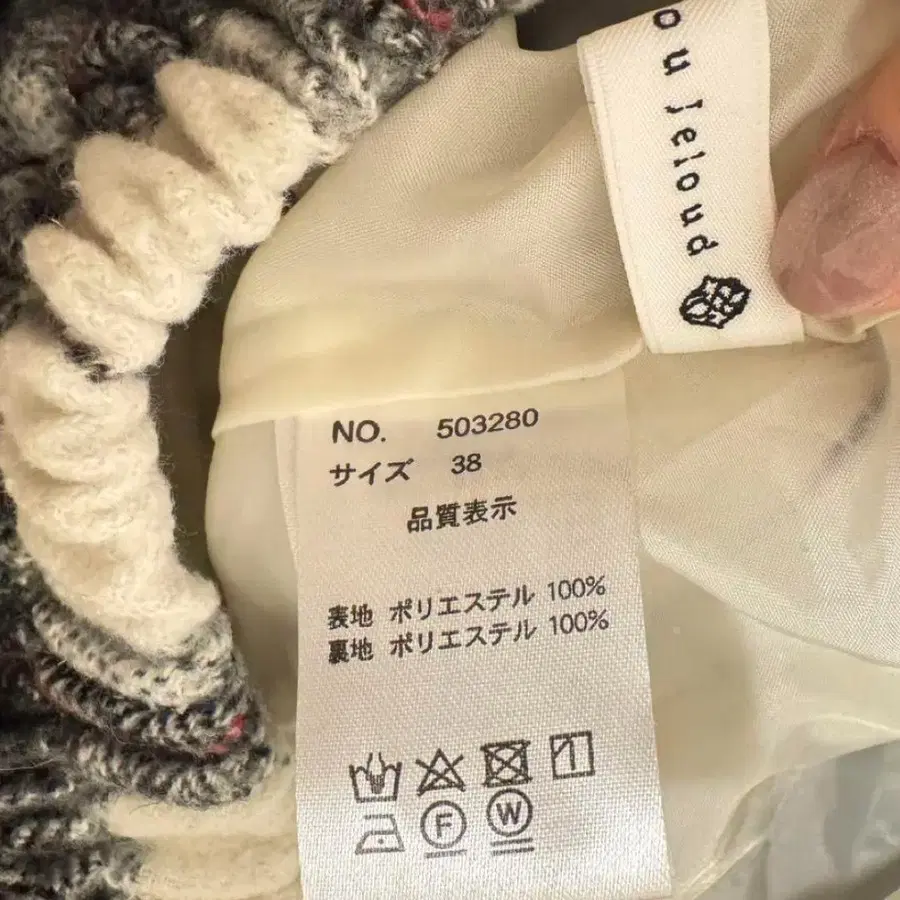 ou jeloud
NO. 503280
サイズ 38
品質表示
表地 ポリエステル 100%
裏地 ポリエステル 100%
F W